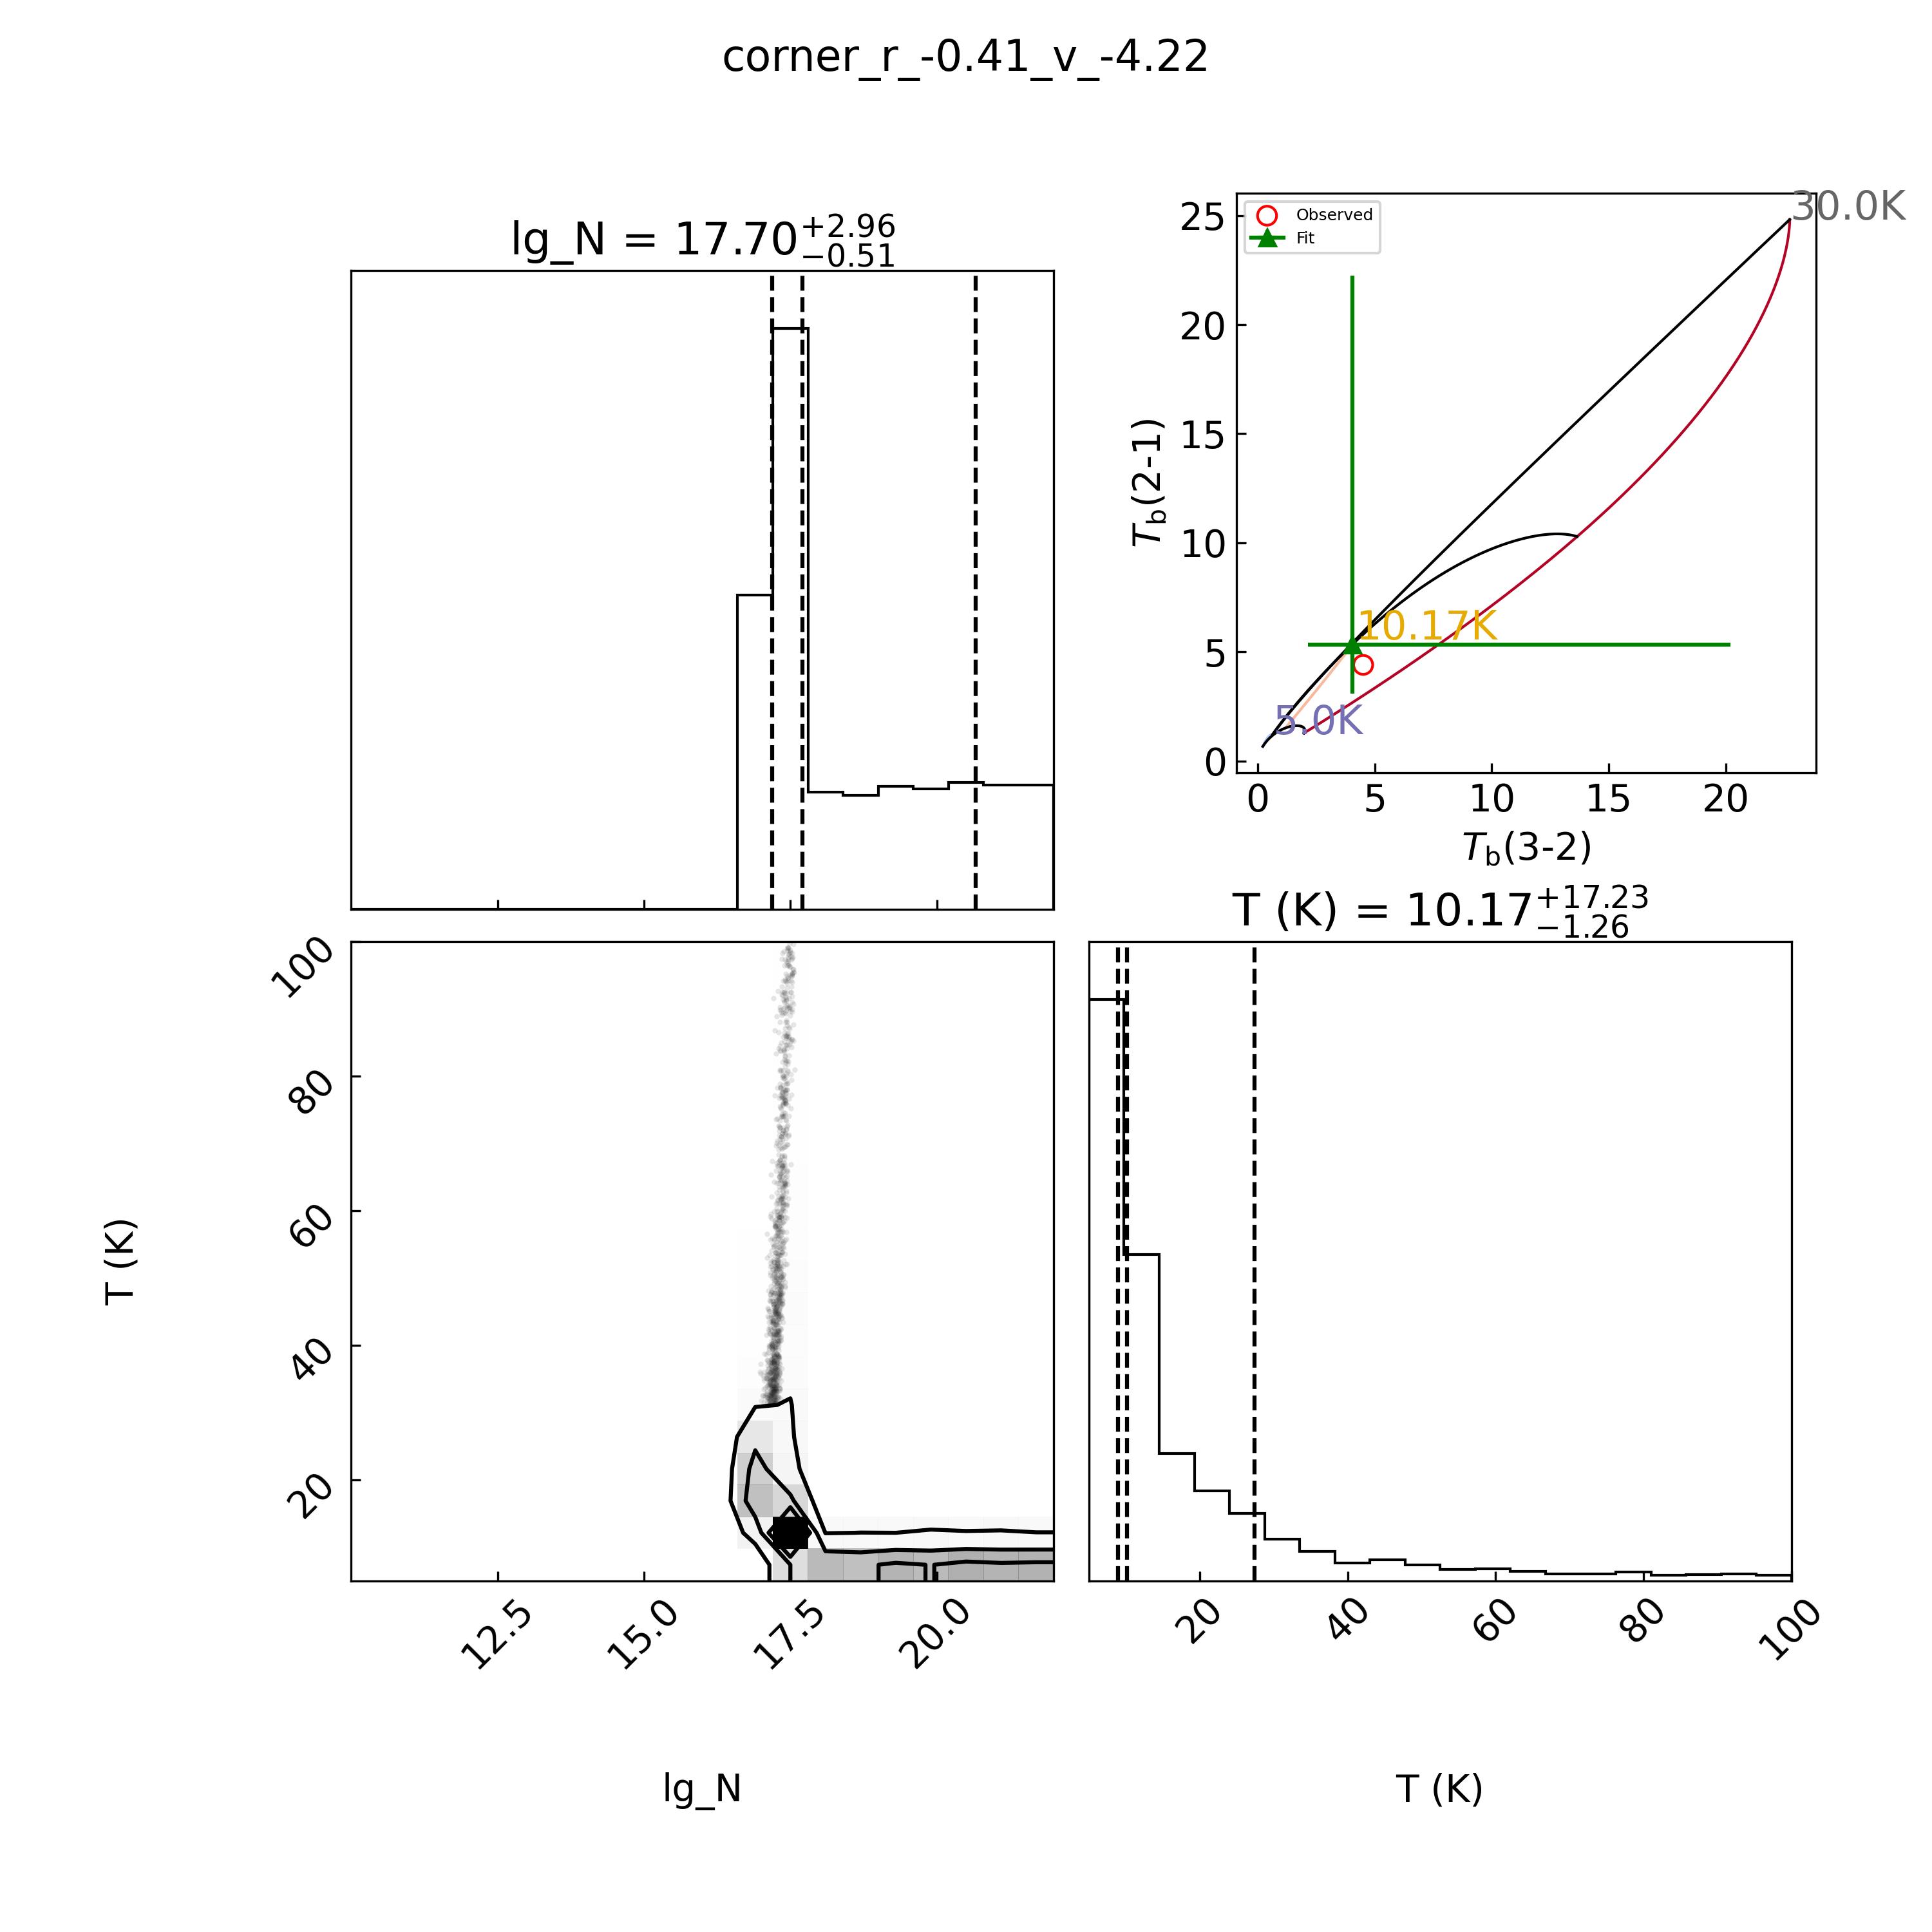 corner_r_-0.41_v_-4.22
lg_N = 17.70+2.96−0.51
30.0K
25
20
15
10
5
0
Tb(2-1)
Observed
Fit
10.17K
5.0K
0 5 10 15 20
Tb(3-2)
T (K) = 10.17+17.23−1.26
100
80
60
40
20
T (K)
12.5 15.0 17.5 20.0
lg_N
20 40 60 80 100
T (K)